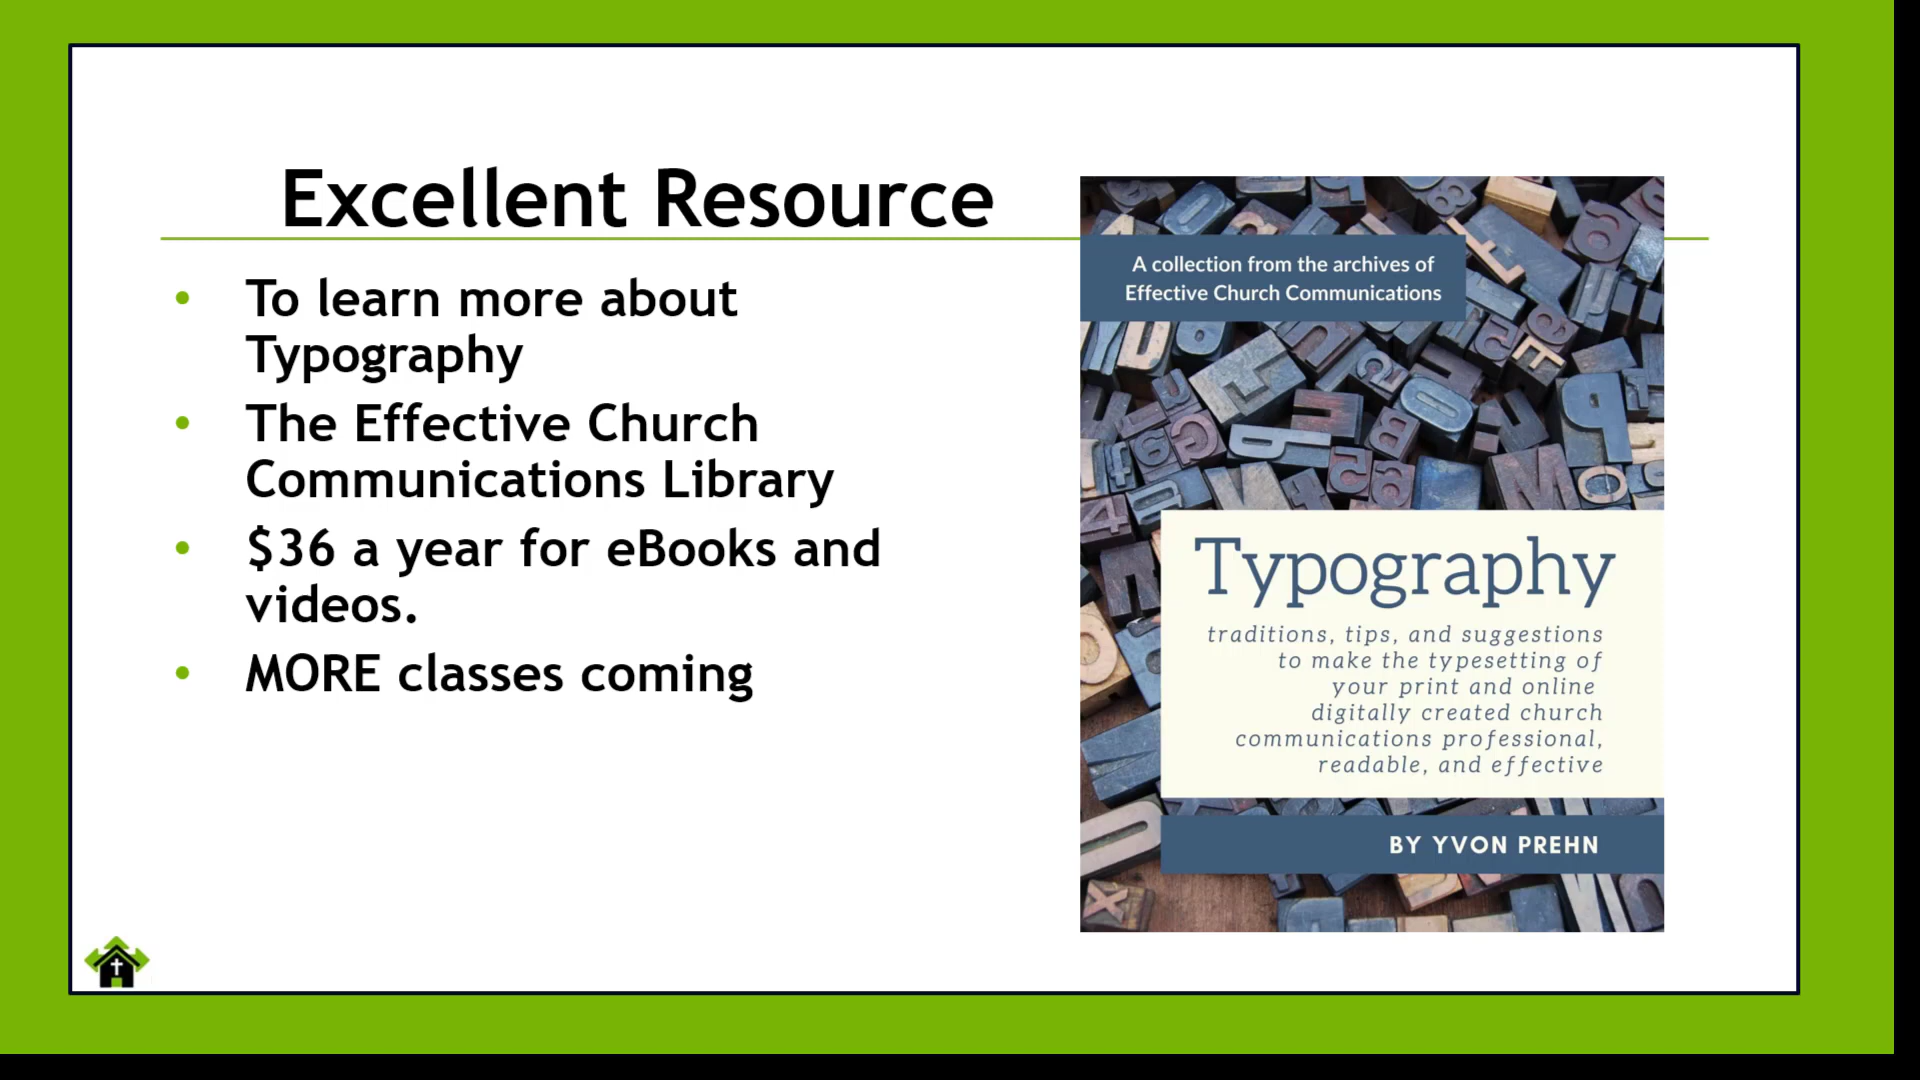 Excellent Resource
To learn more about
Typography
The Effective Church
Communications Library
$36 a year for eBooks and
videos.
MORE classes coming
A collection from the archives of
Effective Church Communications
Typography
traditions, tips, and suggestions
to make the typesetting of
your print and online
digitally created church
communications professional,
readable, and effective
BY YVON PREHN